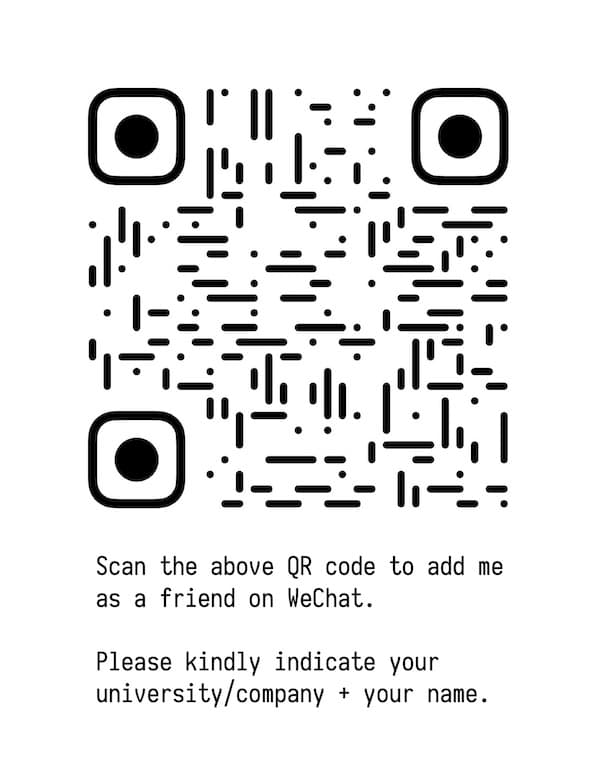 Scan the above QR code to add me
as a friend on WeChat.
Please kindly indicate your
university/company + your name.